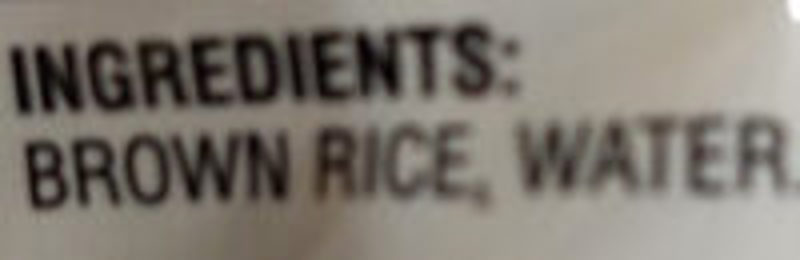 INGREDIENTS:
BROWN RICE, WATER.